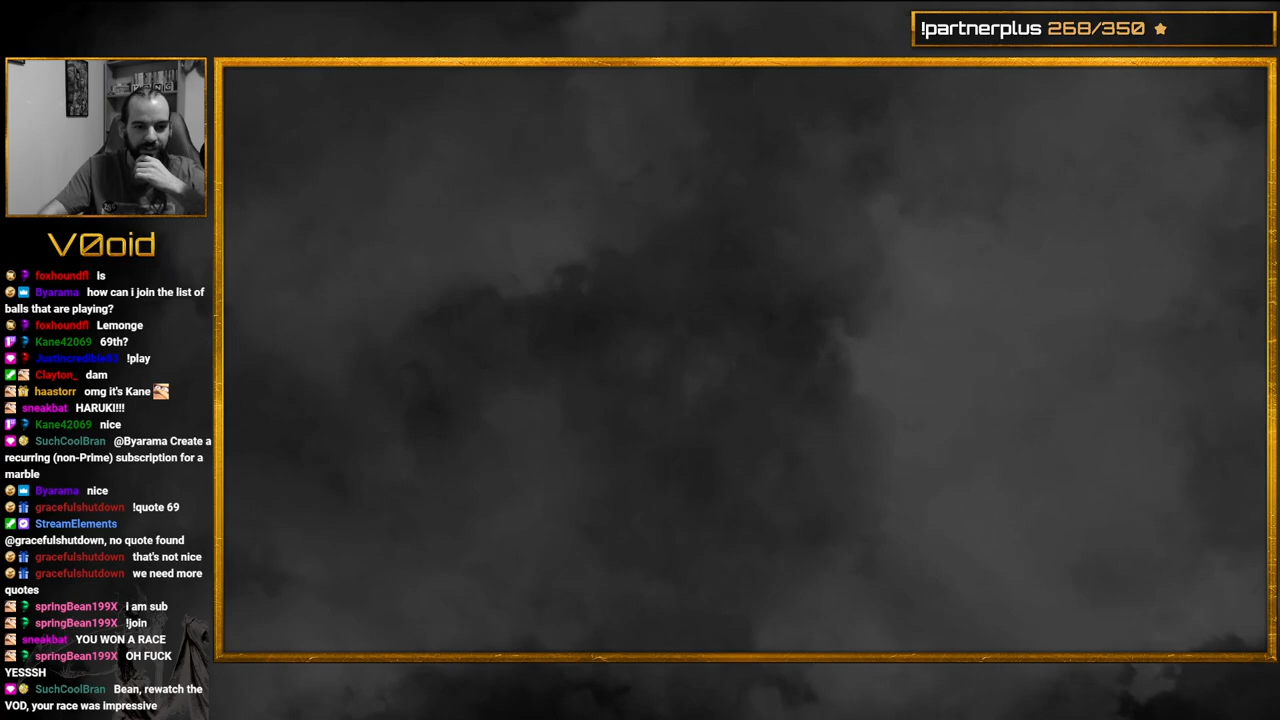 !partnerplus 268/350
V0oid
foxhoundfl is
Byarama how can i join the list of
balls that are playing?
foxhoundfl Lemonge
Kane42069 69th?
Justincredible83 !play
Clayton_ dam
haastorr omg it's Kane
sneakbat HARUKI!!!
Kane42069 nice
SuchCoolBran @Byarama Create a
recurring (non-Prime) subscription for a
marble
Byarama nice
gracefulshutdown !quote 69
StreamElements
@gracefulshutdown, no quote found
gracefulshutdown that's not nice
gracefulshutdown we need more
quotes
springBean199X i am sub
springBean199X !join
sneakbat YOU WON A RACE
springBean199X OH FUCK
YESSSH
SuchCoolBran Bean, rewatch the
VOD, your race was impressive